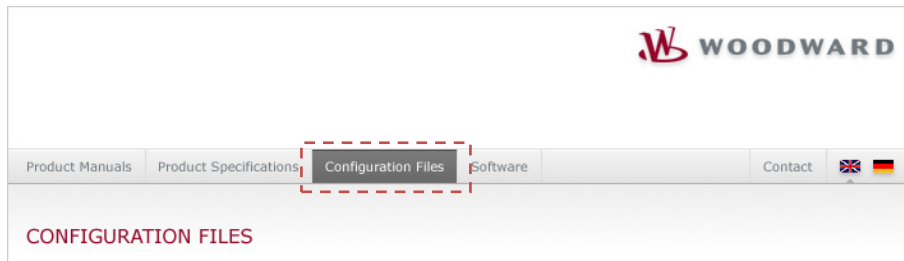 WOODWARD
Product Manuals Product Specifications Configuration Files Software Contact
CONFIGURATION FILES